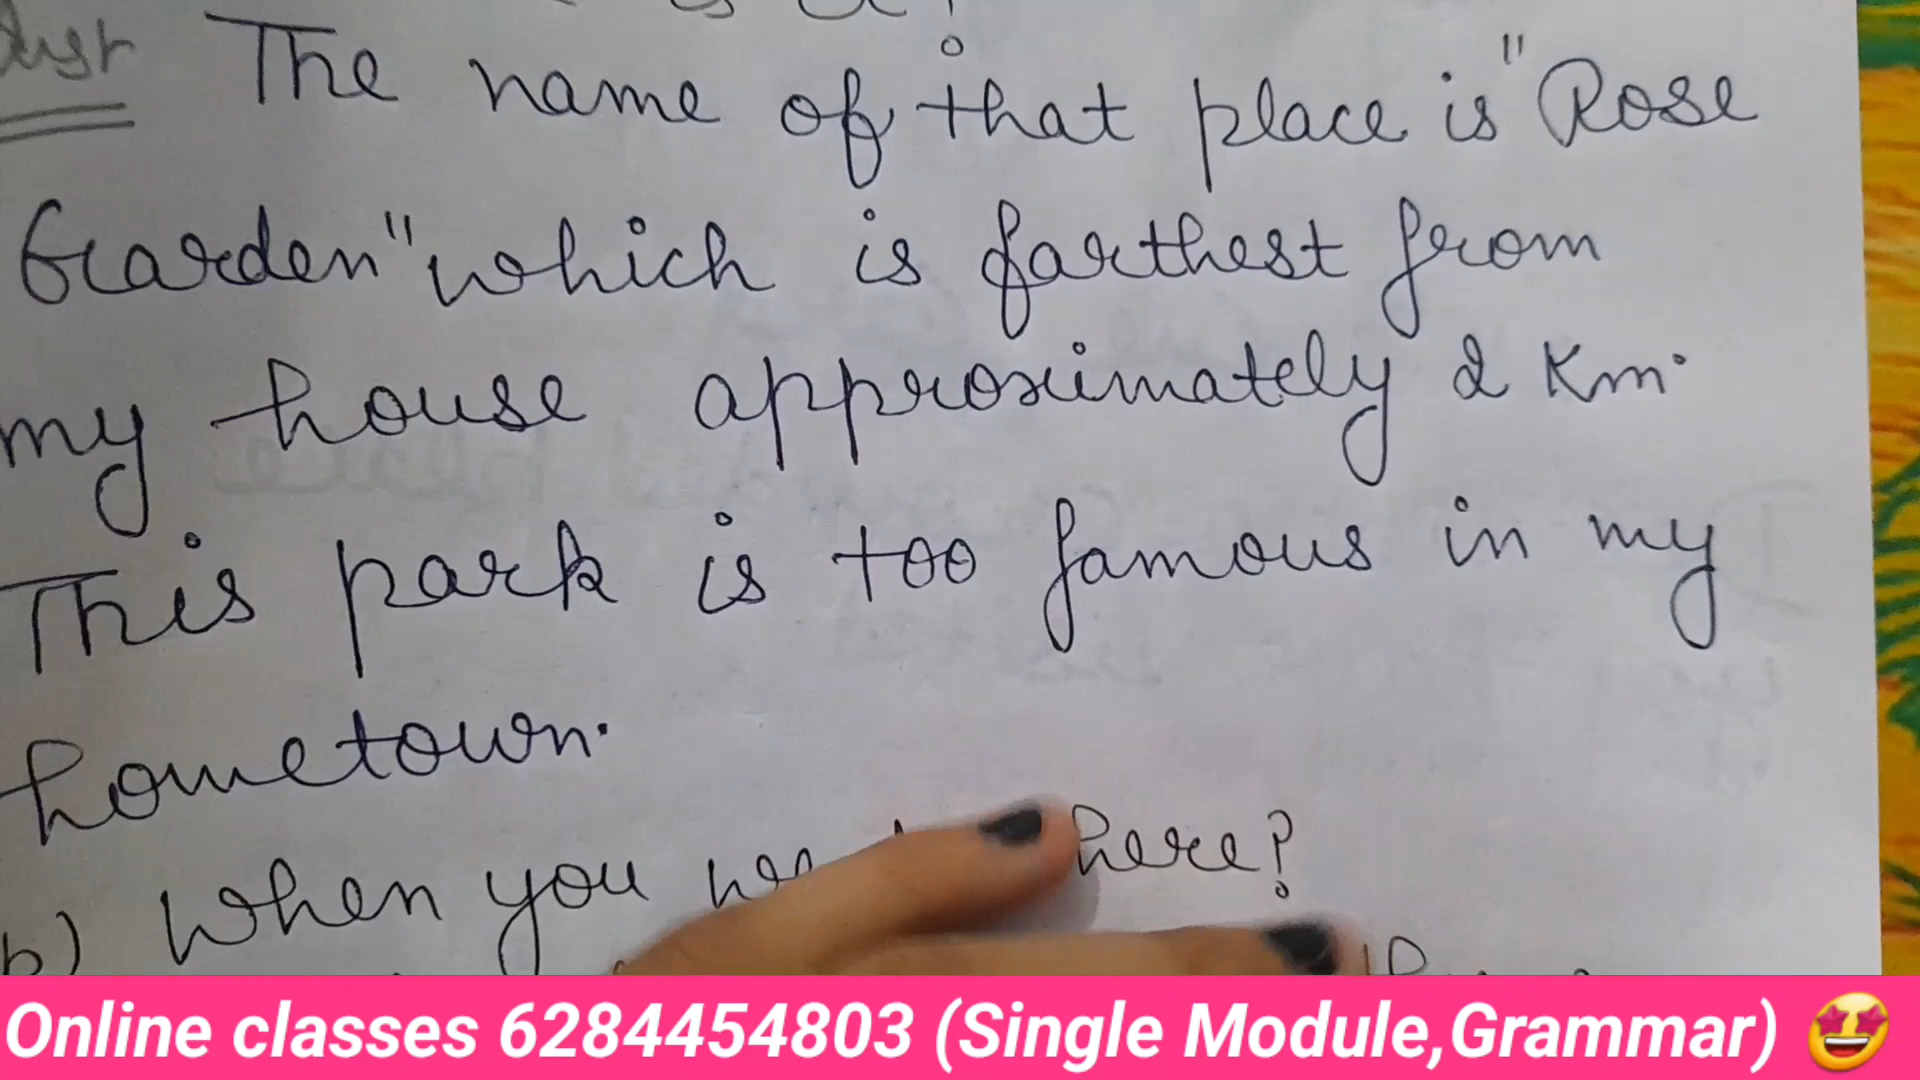 The name of that place is "Rose
Garden" which is farthest from
my house approximately 2 Km.
This park is too famous in my
hometown.
b) When you here?
Online classes 6284454803 (Single Module,Grammar) 🤩